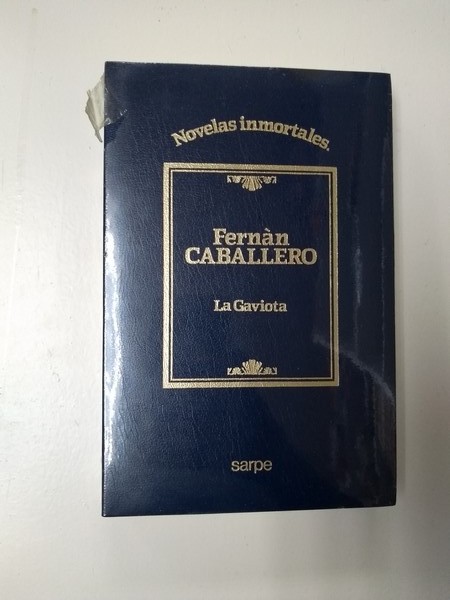 Novelas inmortales.
Fernàn
CABALLERO
La Gaviota
sarpe